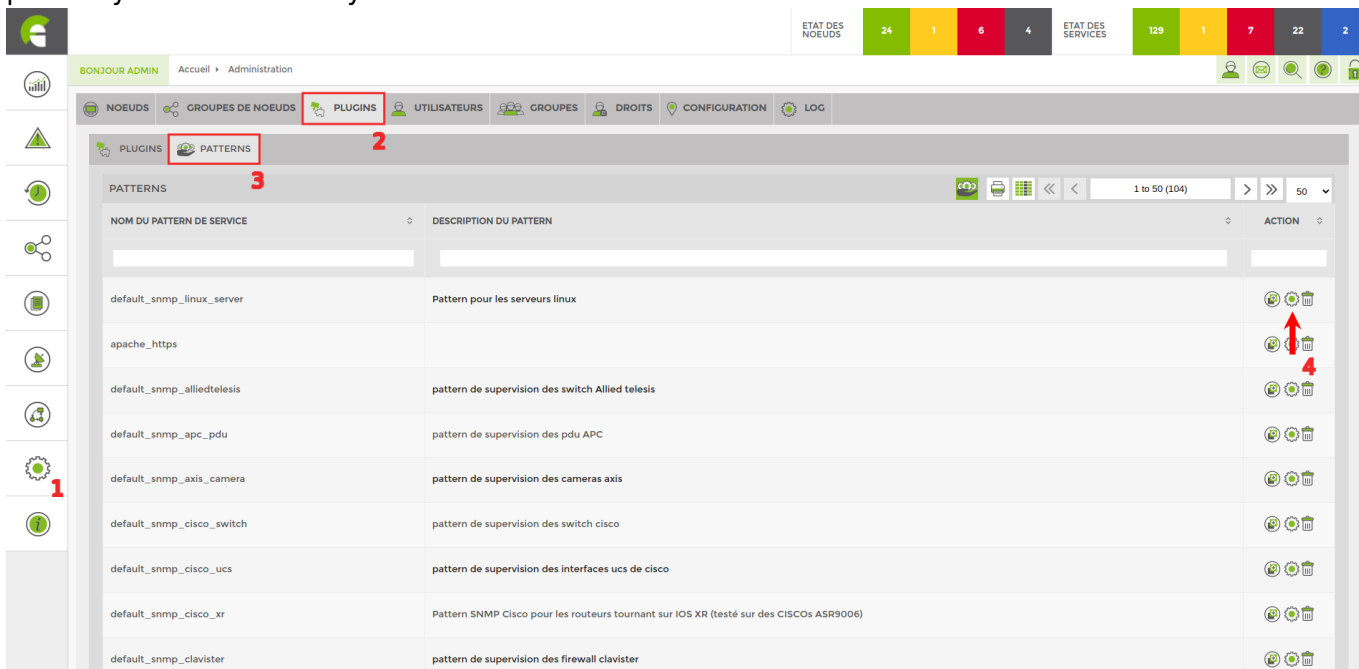 ETAT DES NOEUDS 24 1 6 4 ETAT DES SERVICES 129 1 7 22 2
BONJOUR ADMIN Accueil Administration
NOEUDS GROUPES DE NOEUDS PLUGINS UTILISATEURS GROUPES DROITS CONFIGURATION LOG
2
PLUGINS PATTERNS
3
PATTERNS 1 to 50 (104) 50
NOM DU PATTERN DE SERVICE DESCRIPTION DU PATTERN ACTION
default_snmp_linux_server Pattern pour les serveurs linux
apache_https
4
default_snmp_alliedtelesis pattern de supervision des switch Allied telesis
default_snmp_apc_pdu pattern de supervision des pdu APC
default_snmp_axis_camera pattern de supervision des cameras axis
1
default_snmp_cisco_switch pattern de supervision des switch cisco
default_snmp_cisco_ucs pattern de supervision des interfaces ucs de cisco
default_snmp_cisco_xr Pattern SNMP Cisco pour les routeurs tournant sur IOS XR (testé sur des CISCOs ASR9006)
default_snmp_clavister pattern de supervision des firewall clavister